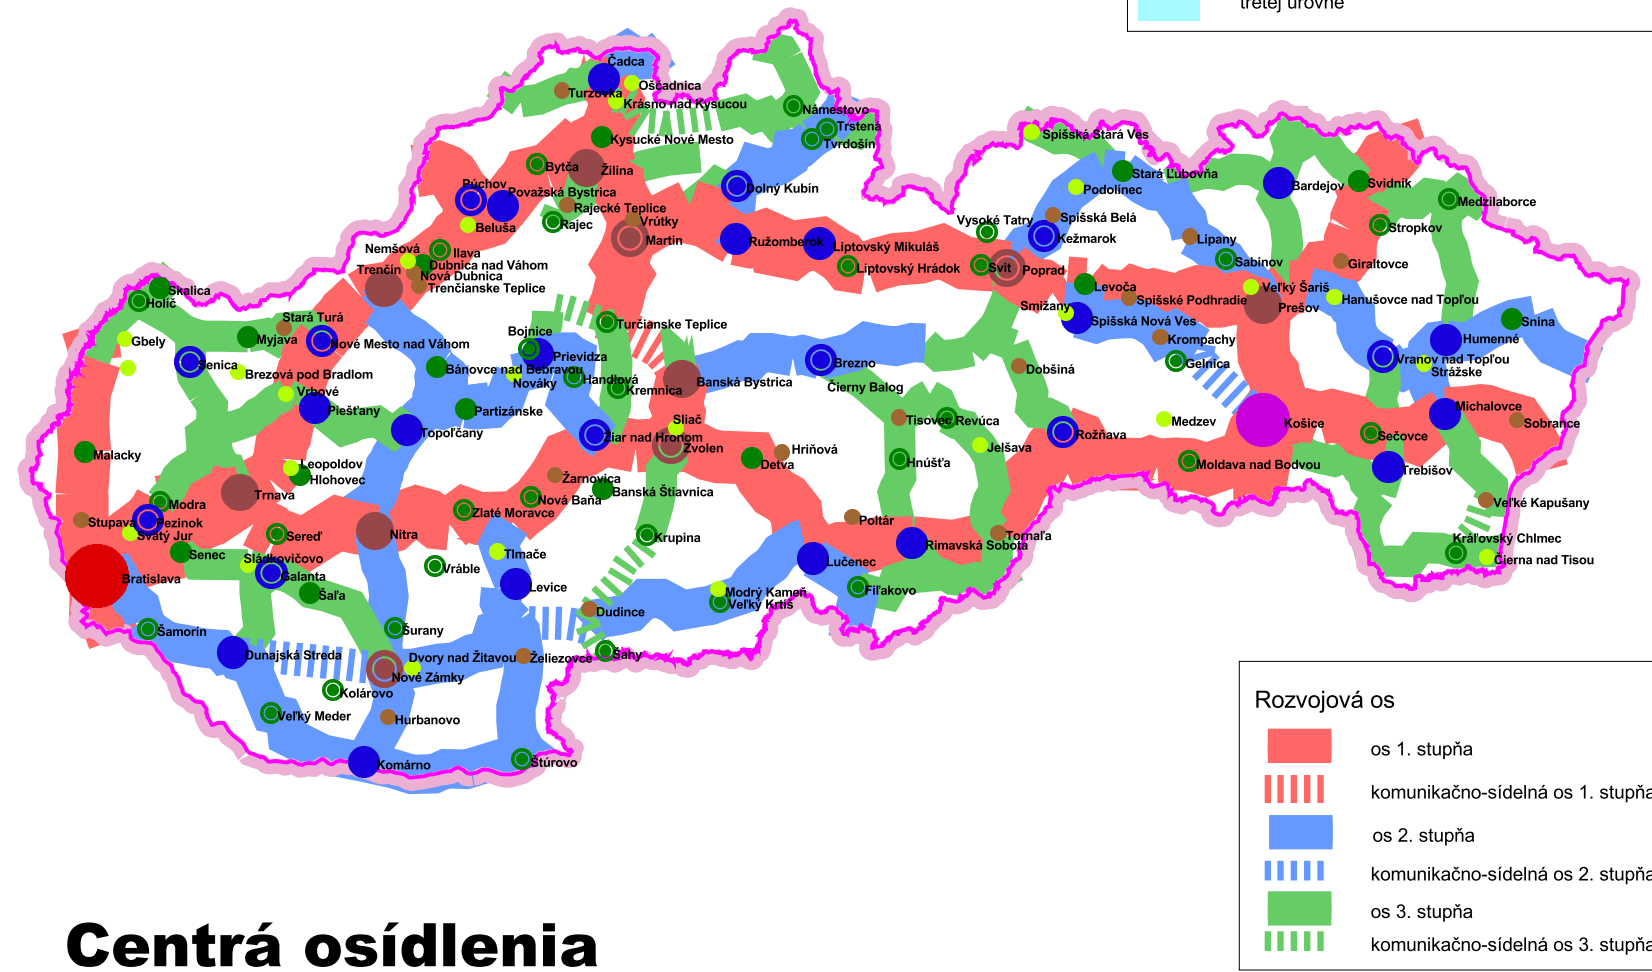 tretej úrovne
Čadca
Oščadnica
Turzovka
Krásno nad Kysucou
Námestovo
Trstená
Tvrdošín
Kysucké Nové Mesto
Spišská Stará Ves
Bytča
Žilina
Stará Ľubovňa
Svidník
Púchov
Považská Bystrica
Dolný Kubín
Podolínec
Bardejov
Medzilaborce
Rajecké Teplice
Rajec
Vrútky
Beluša
Vysoké Tatry
Spišská Belá
Stropkov
Martin
Ružomberok
Liptovský Mikuláš
Kežmarok
Lipany
Nemšová
Ilava
Dubnica nad Váhom
Trenčín
Nová Dubnica
Trenčianske Teplice
Liptovský Hrádok
Svit
Poprad
Sabinov
Giraltovce
Skalica
Holíč
Levoča
Spišské Podhradie
Veľký Šariš
Hanušovce nad Topľou
Smižany
Prešov
Stará Turá
Turčianske Teplice
Spišská Nová Ves
Snina
Gbely
Myjava
Nové Mesto nad Váhom
Bojnice
Prievidza
Krompachy
Humenné
Senica
Brezová pod Bradlom
Bánovce nad Bebravou
Nováky
Handlová
Kremnica
Banská Bystrica
Brezno
Čierny Balog
Dobšiná
Gelnica
Vranov nad Topľou
Strážske
Vrbové
Piešťany
Partizánske
Topoľčany
Sliač
Tisovec
Revúca
Medzev
Košice
Michalovce
Sobrance
Žiar nad Hronom
Zvolen
Rožňava
Sečovce
Malacky
Hriňová
Detva
Jelšava
Leopoldov
Hlohovec
Hnúšťa
Moldava nad Bodvou
Trebišov
Žarnovica
Trnava
Nová Baňa
Banská Štiavnica
Modra
Zlaté Moravce
Veľké Kapušany
Stupava
Pezinok
Svätý Jur
Sereď
Nitra
Krupina
Poltár
Rimavská Sobota
Tornaľa
Kráľovský Chlmec
Senec
Sládkovičovo
Tlmače
Lučenec
Čierna nad Tisou
Bratislava
Galanta
Vráble
Levice
Šaľa
Modrý Kameň
Veľký Krtíš
Fiľakovo
Dudince
Šamorín
Šurany
Dunajská Streda
Dvory nad Žitavou
Želiezovce
Šahy
Nové Zámky
Kolárovo
Veľký Meder
Hurbanovo
Komárno
Štúrovo
Rozvojová os
os 1. stupňa
komunikačno-sídelná os 1. stupňa
os 2. stupňa
komunikačno-sídelná os 2. stupňa
os 3. stupňa
komunikačno-sídelná os 3. stupňa
Centrá osídlenia